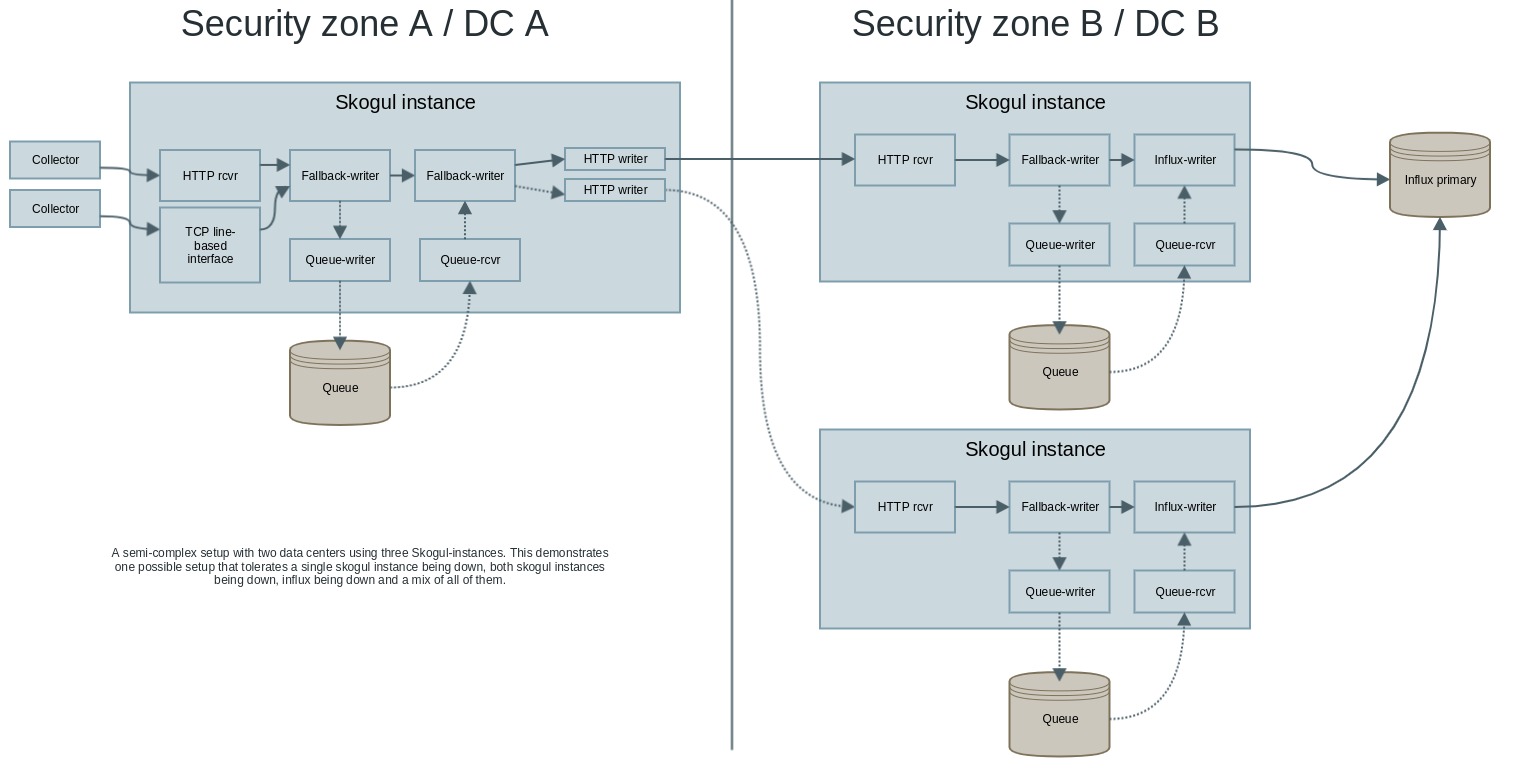 Security zone A / DC A
Security zone B / DC B
Skogul instance
Collector
Collector
HTTP rcvr
TCP line-
based
interface
Fallback-writer
Fallback-writer
HTTP writer
HTTP writer
Queue-writer
Queue-rcvr
Queue
A semi-complex setup with two data centers using three Skogul-instances. This demonstrates
one possible setup that tolerates a single skogul instance being down, both skogul instances
being down, influx being down and a mix of all of them.
Skogul instance
HTTP rcvr
Fallback-writer
Influx-writer
Queue-writer
Queue-rcvr
Queue
Influx primary
Skogul instance
HTTP rcvr
Fallback-writer
Influx-writer
Queue-writer
Queue-rcvr
Queue